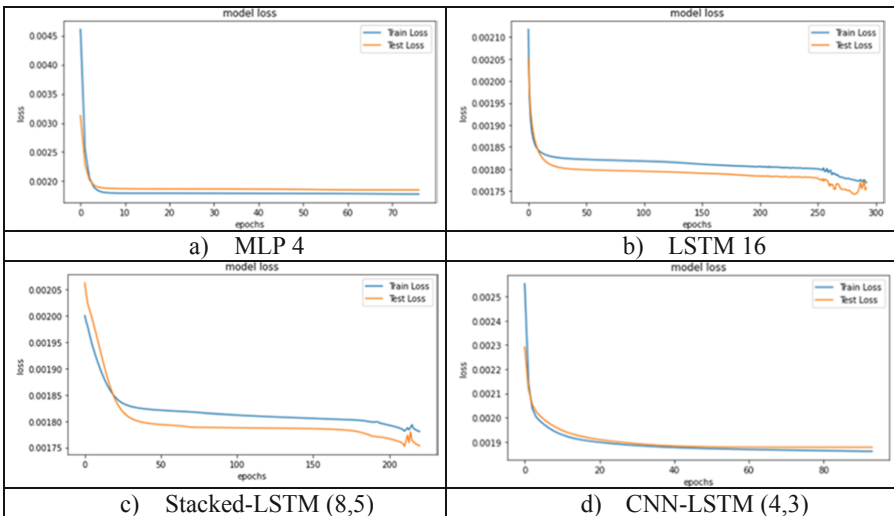 model loss
Train Loss
Test Loss
0.0045
0.0040
0.0035
0.0030
0.0025
0.0020
loss
0 10 20 30 40 50 60 70
epochs
a) MLP 4
model loss
Train Loss
Test Loss
0.00210
0.00205
0.00200
0.00195
0.00190
0.00185
0.00180
0.00175
loss
0 50 100 150 200 250 300
epochs
b) LSTM 16
model loss
Train Loss
Test Loss
0.00205
0.00200
0.00195
0.00190
0.00185
0.00180
0.00175
loss
0 50 100 150 200
epochs
c) Stacked-LSTM (8,5)
model loss
Train Loss
Test Loss
0.0025
0.0024
0.0023
0.0022
0.0021
0.0020
0.0019
loss
0 20 40 60 80
epochs
d) CNN-LSTM (4,3)